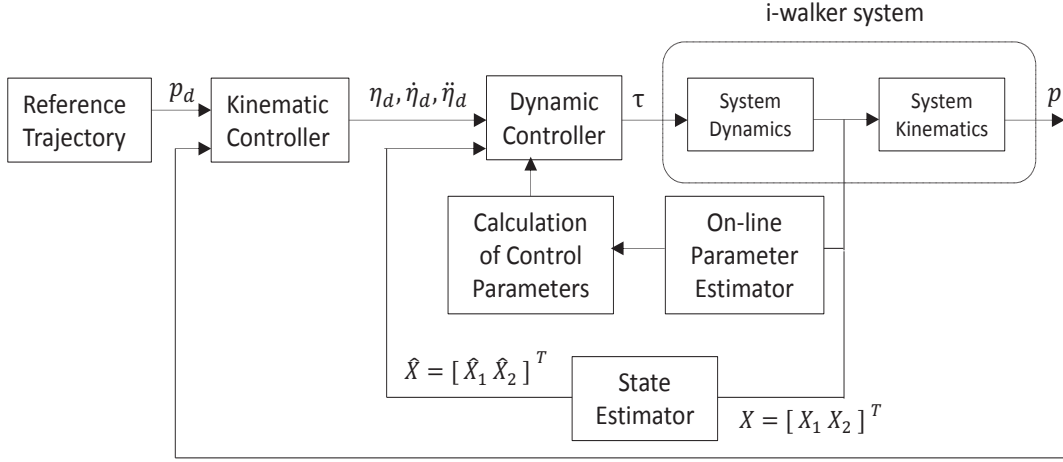 i-walker system
Reference
Trajectory
p_d
Kinematic
Controller
η_d, η̇_d, η̈_d
Dynamic
Controller
τ
System
Dynamics
System
Kinematics
p
Calculation
of Control
Parameters
On-line
Parameter
Estimator
X̂ = [ X̂_1 X̂_2 ]^T
State
Estimator
X = [ X_1 X_2 ]^T